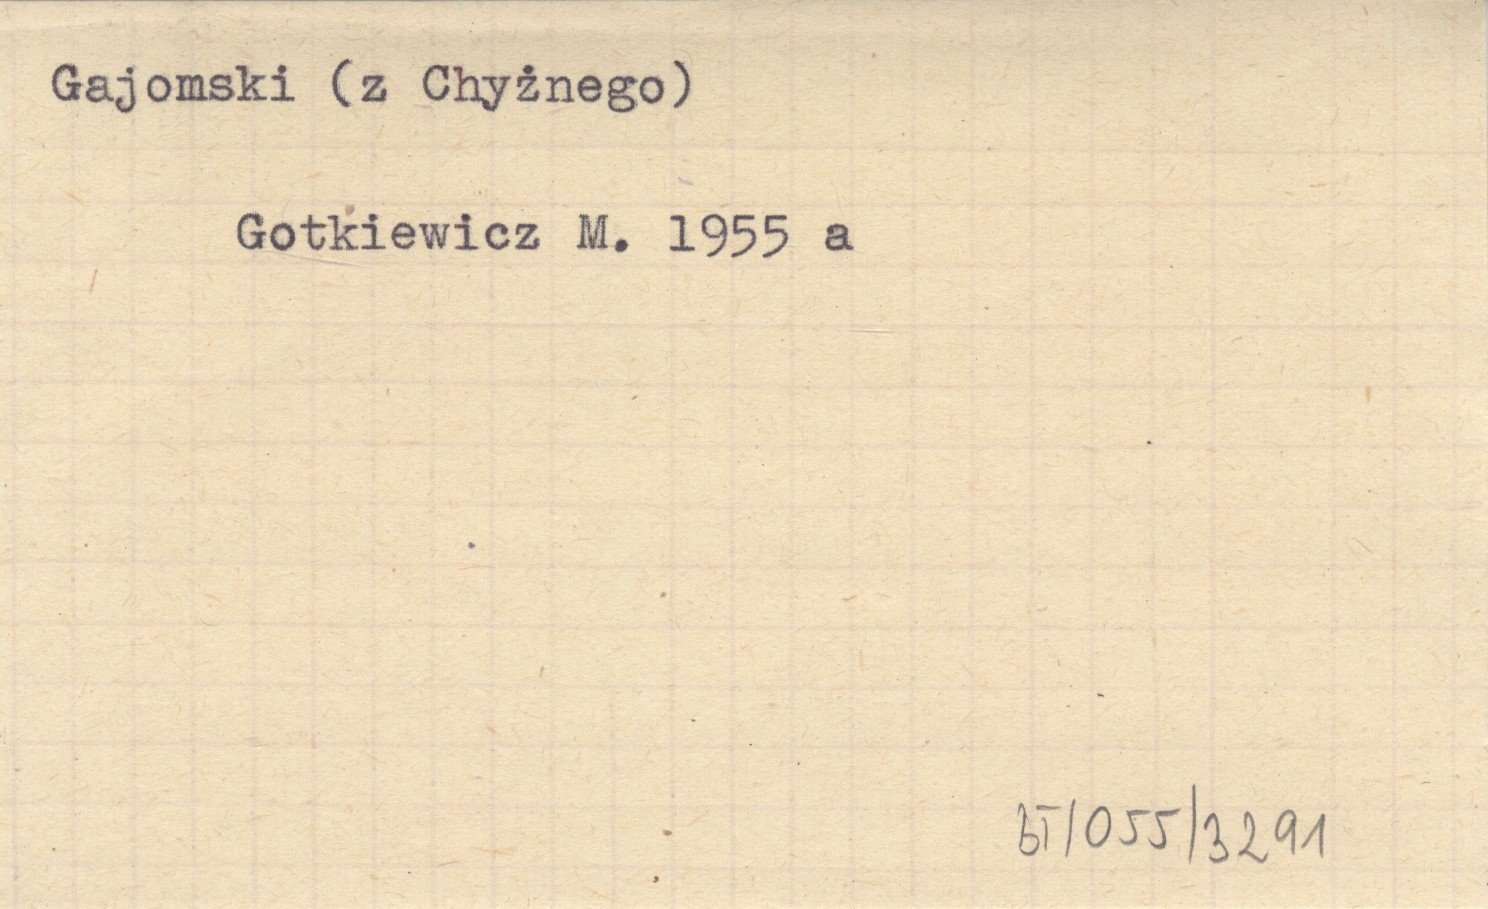 Gajomski (z Chyżnego)
Gotkiewicz M. 1955 a
BT/055/3291